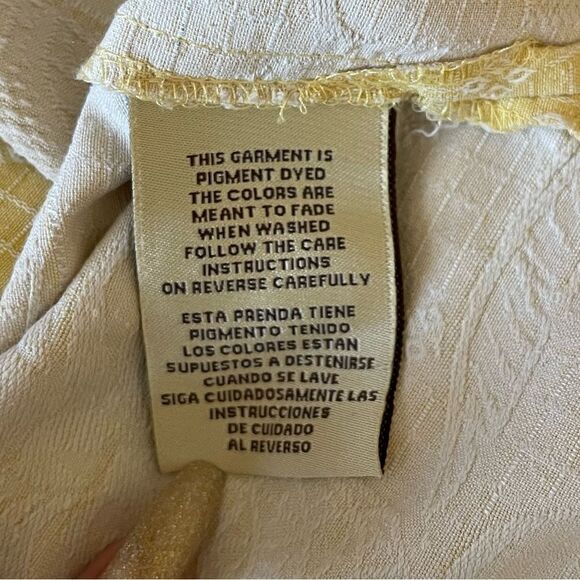 THIS GARMENT IS
PIGMENT DYED
THE COLORS ARE
MEANT TO FADE
WHEN WASHED
FOLLOW THE CARE
INSTRUCTIONS
ON REVERSE CAREFULLY
ESTA PRENDA TIENE
PIGMENTO TENIDO
LOS COLORES ESTAN
SUPUESTOS A DESTENIRSE
CUANDO SE LAVE
SIGA CUIDADOSAMENTE LAS
INSTRUCCIONES
DE CUIDADO
AL REVERSO